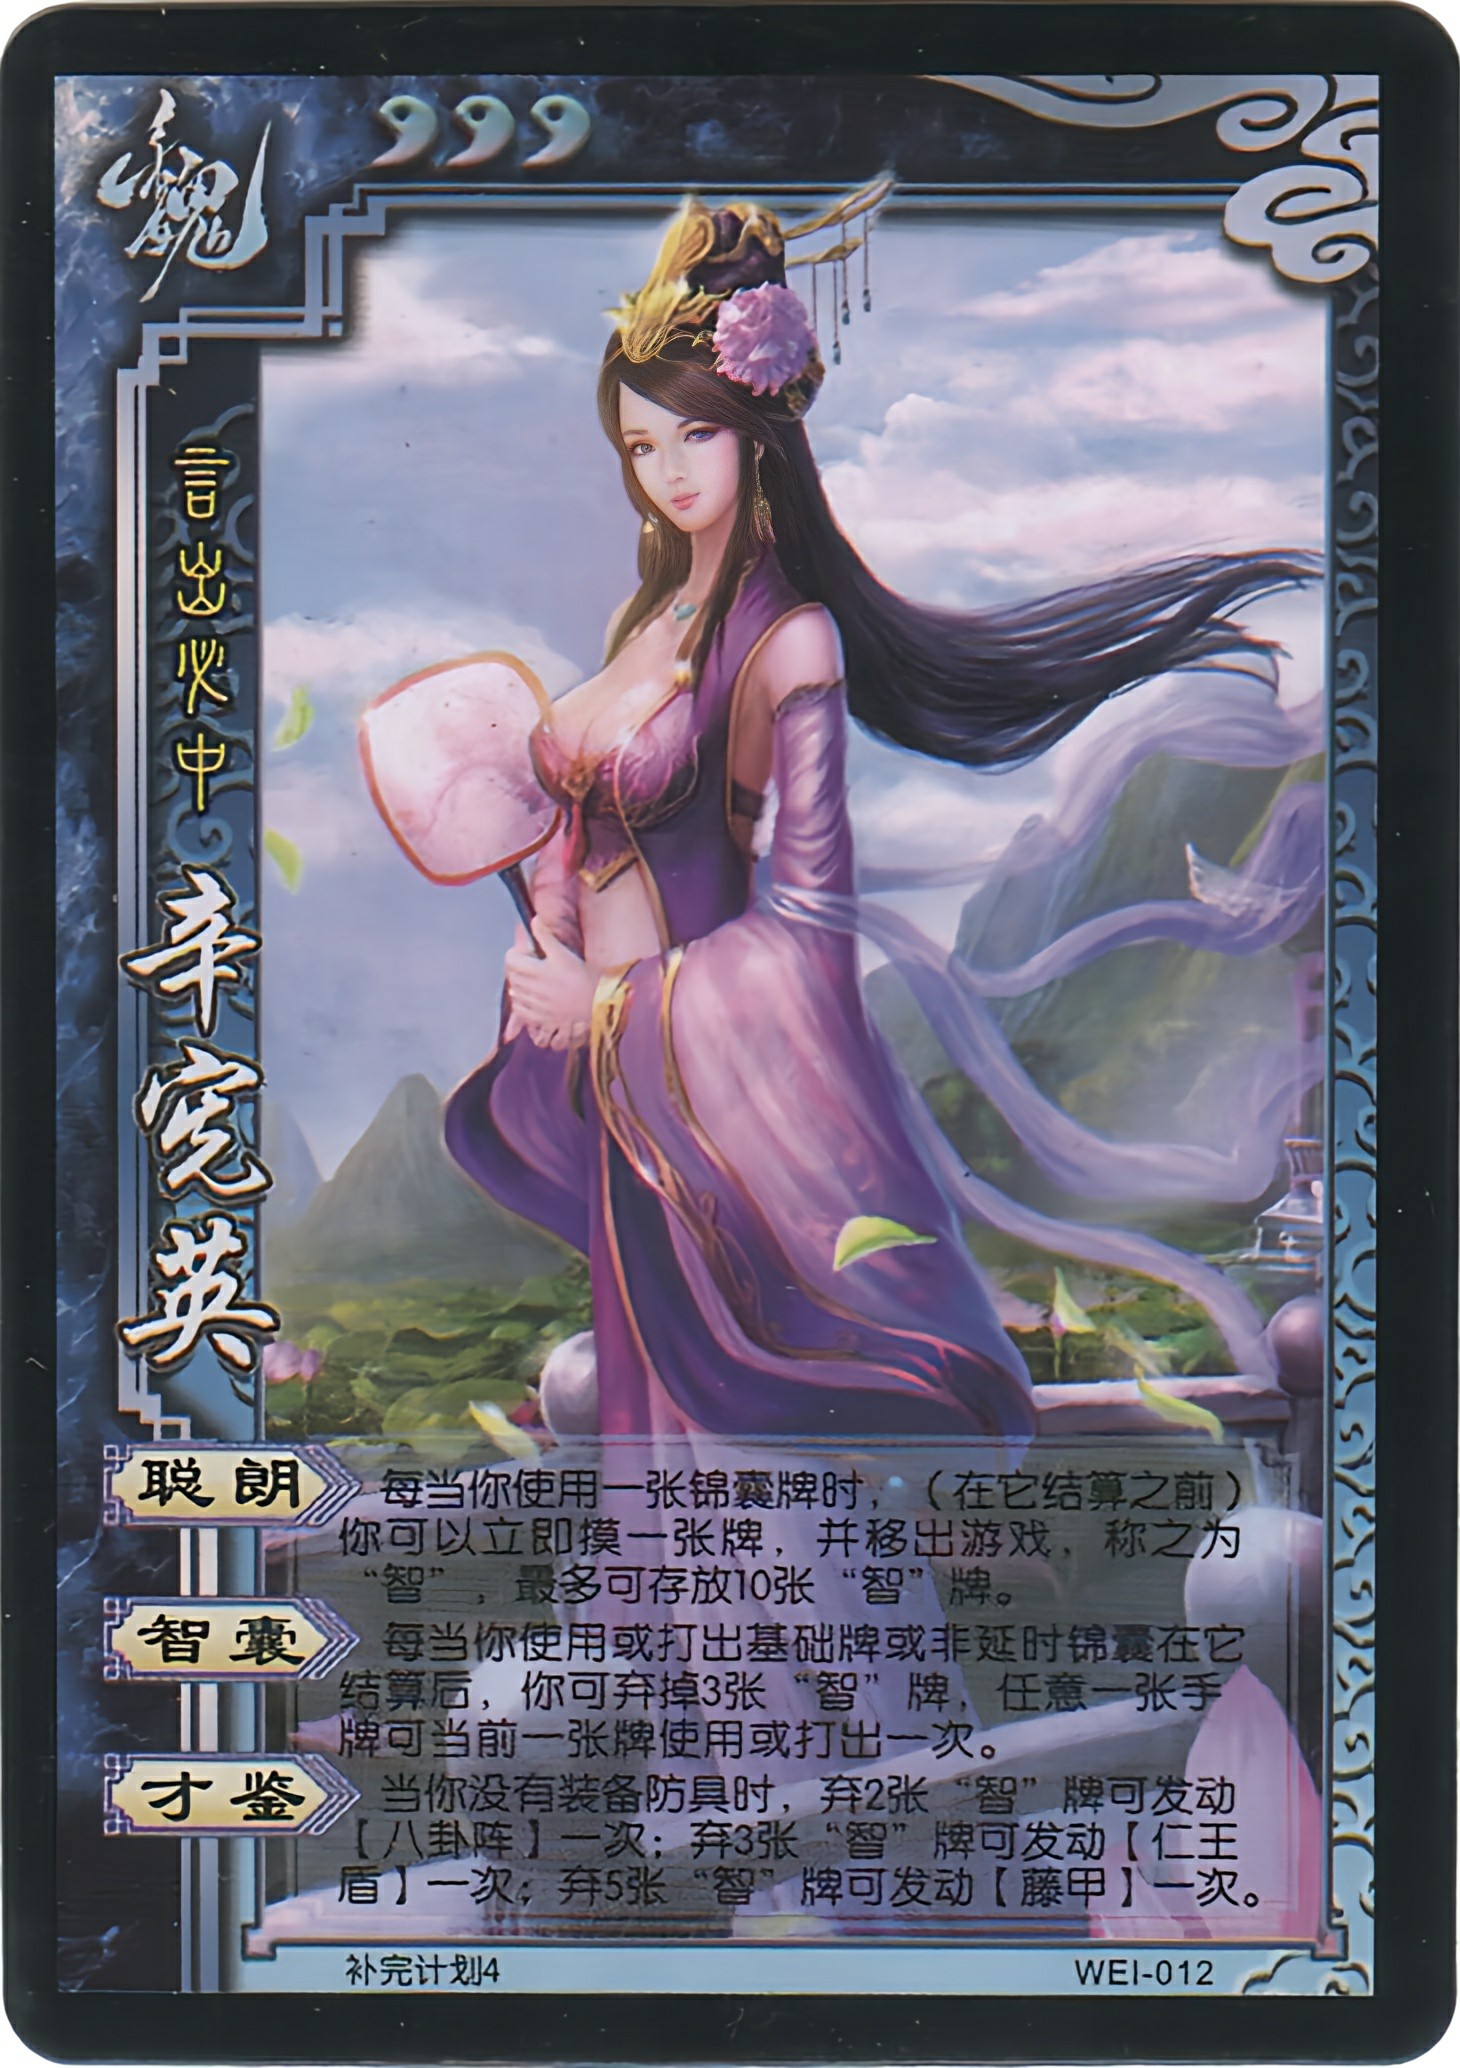 魏
言出必中
辛宪英
聪朗
每当你使用一张锦囊牌时，（在它结算之前）
你可以立即摸一张牌，并移出游戏，称之为
“智”，最多可存放10张“智”牌。
智囊
每当你使用或打出基础牌或非延时锦囊在它
结算后，你可弃掉3张“智”牌，任意一张手
牌可当前一张牌使用或打出一次。
才鉴
当你没有装备防具时，弃2张“智”牌可发动
【八卦阵】一次；弃3张“智”牌可发动【仁王
盾】一次；弃5张“智”牌可发动【藤甲】一次。
补完计划4
WEI-012